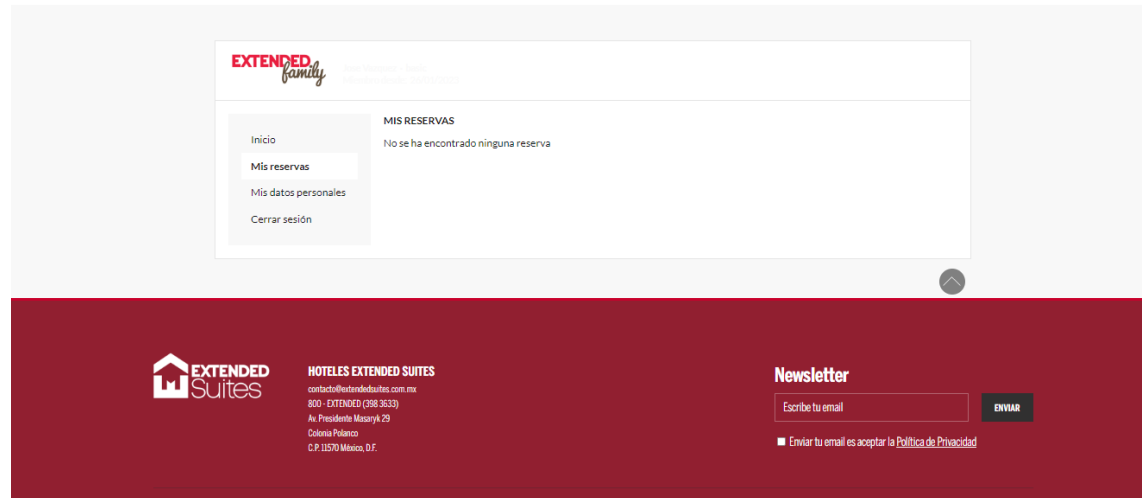 EXTENDED
family
MIS RESERVAS
No se ha encontrado ninguna reserva
Inicio
Mis reservas
Mis datos personales
Cerrar sesión
EXTENDED
Suites
HOTELES EXTENDED SUITES
contacto@extendedsuites.com.mx
800 - EXTENDED (398 3633)
Av. Presidente Masaryk 29
Colonia Polanco
C.P. 11570 México, D.F.
Newsletter
Escribe tu email
ENVIAR
Enviar tu email es aceptar la Política de Privacidad